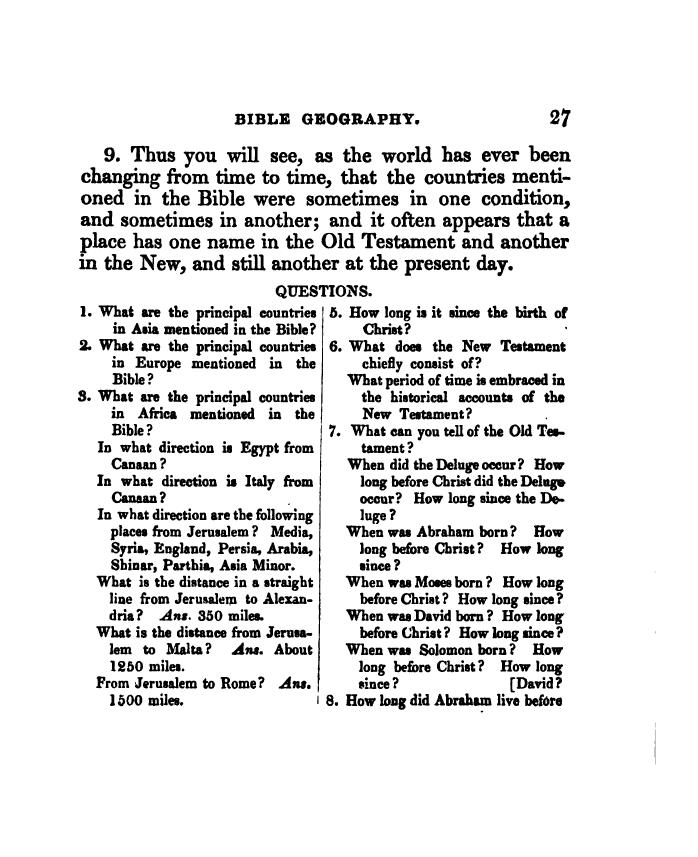 BIBLE GEOGRAPHY. 27
9. Thus you will see, as the world has ever been
changing from time to time, that the countries menti-
oned in the Bible were sometimes in one condition,
and sometimes in another; and it often appears that a
place has one name in the Old Testament and another
in the New, and still another at the present day.
QUESTIONS.
1. What are the principal countries
in Asia mentioned in the Bible?
2. What are the principal countries
in Europe mentioned in the
Bible?
3. What are the principal countries
in Africa mentioned in the
Bible?
In what direction is Egypt from
Canaan?
In what direction is Italy from
Canaan?
In what direction are the following
places from Jerusalem? Media,
Syria, England, Persia, Arabia,
Shinar, Parthia, Asia Minor.
What is the distance in a straight
line from Jerusalem to Alexan-
dria? Ans. 350 miles.
What is the distance from Jerusa-
lem to Malta? Ans. About
1250 miles.
From Jerusalem to Rome? Ans.
1500 miles.
5. How long is it since the birth of
Christ?
6. What does the New Testament
chiefly consist of?
What period of time is embraced in
the historical accounts of the
New Testament?
7. What can you tell of the Old Tes-
tament?
When did the Deluge occur? How
long before Christ did the Deluge
occur? How long since the De-
luge?
When was Abraham born? How
long before Christ? How long
since?
When was Moses born? How long
before Christ? How long since?
When was David born? How long
before Christ? How long since?
When was Solomon born? How
long before Christ? How long
since? [David?
8. How long did Abraham live before